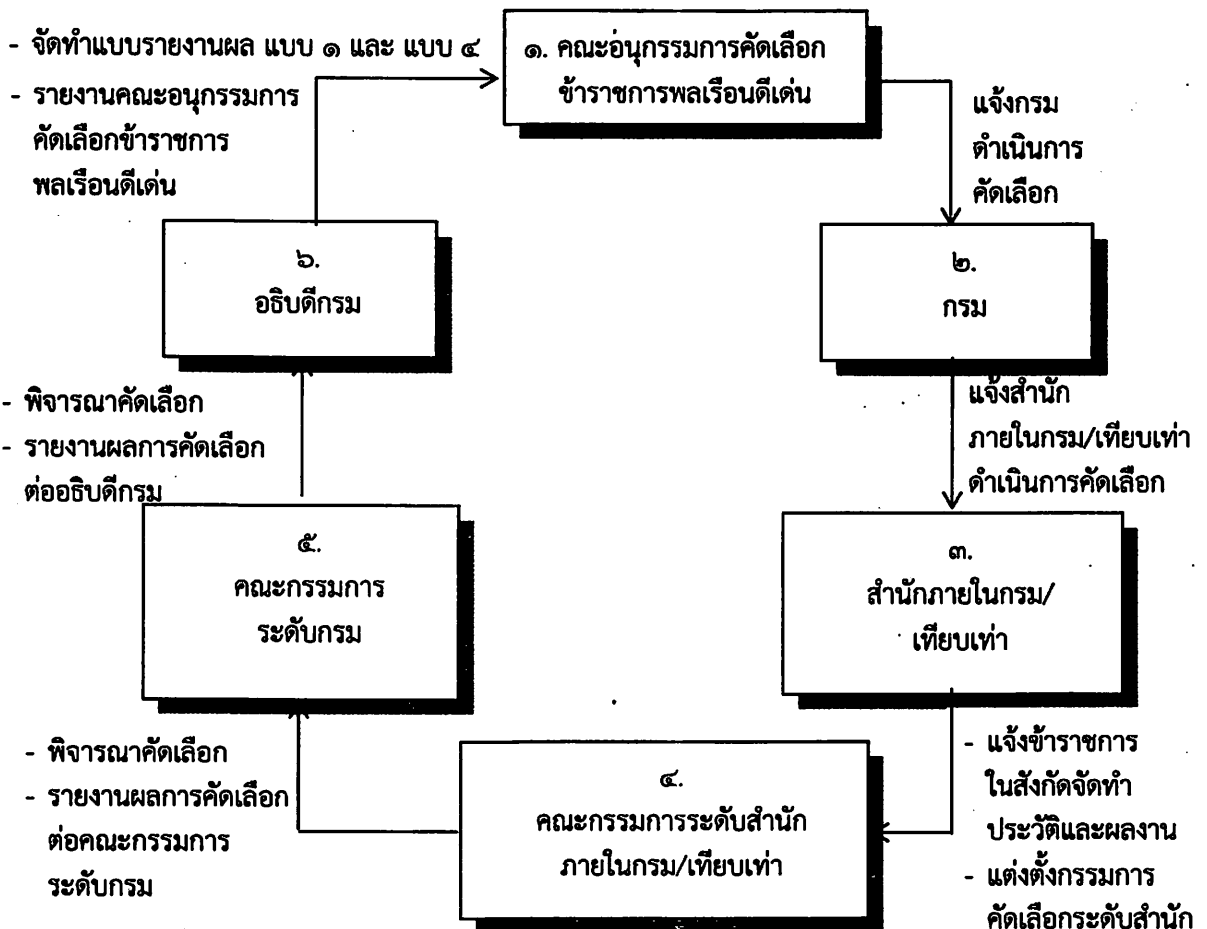 - จัดทำแบบรายงานผล แบบ ๑ และ แบบ ๔
- รายงานคณะอนุกรรมการ
คัดเลือกข้าราชการ
พลเรือนดีเด่น
๑. คณะอนุกรรมการคัดเลือก
ข้าราชการพลเรือนดีเด่น
แจ้งกรม
ดำเนินการ
คัดเลือก
๒.
กรม
แจ้งสำนัก
ภายในกรม/เทียบเท่า
ดำเนินการคัดเลือก
๓.
สำนักภายในกรม/
เทียบเท่า
- แจ้งข้าราชการ
ในสังกัดจัดทำ
ประวัติและผลงาน
- แต่งตั้งกรรมการ
คัดเลือกระดับสำนัก
๔.
คณะกรรมการระดับสำนัก
ภายในกรม/เทียบเท่า
- พิจารณาคัดเลือก
- รายงานผลการคัดเลือก
ต่อคณะกรรมการ
ระดับกรม
๕.
คณะกรรมการ
ระดับกรม
- พิจารณาคัดเลือก
- รายงานผลการคัดเลือก
ต่ออธิบดีกรม
๖.
อธิบดีกรม